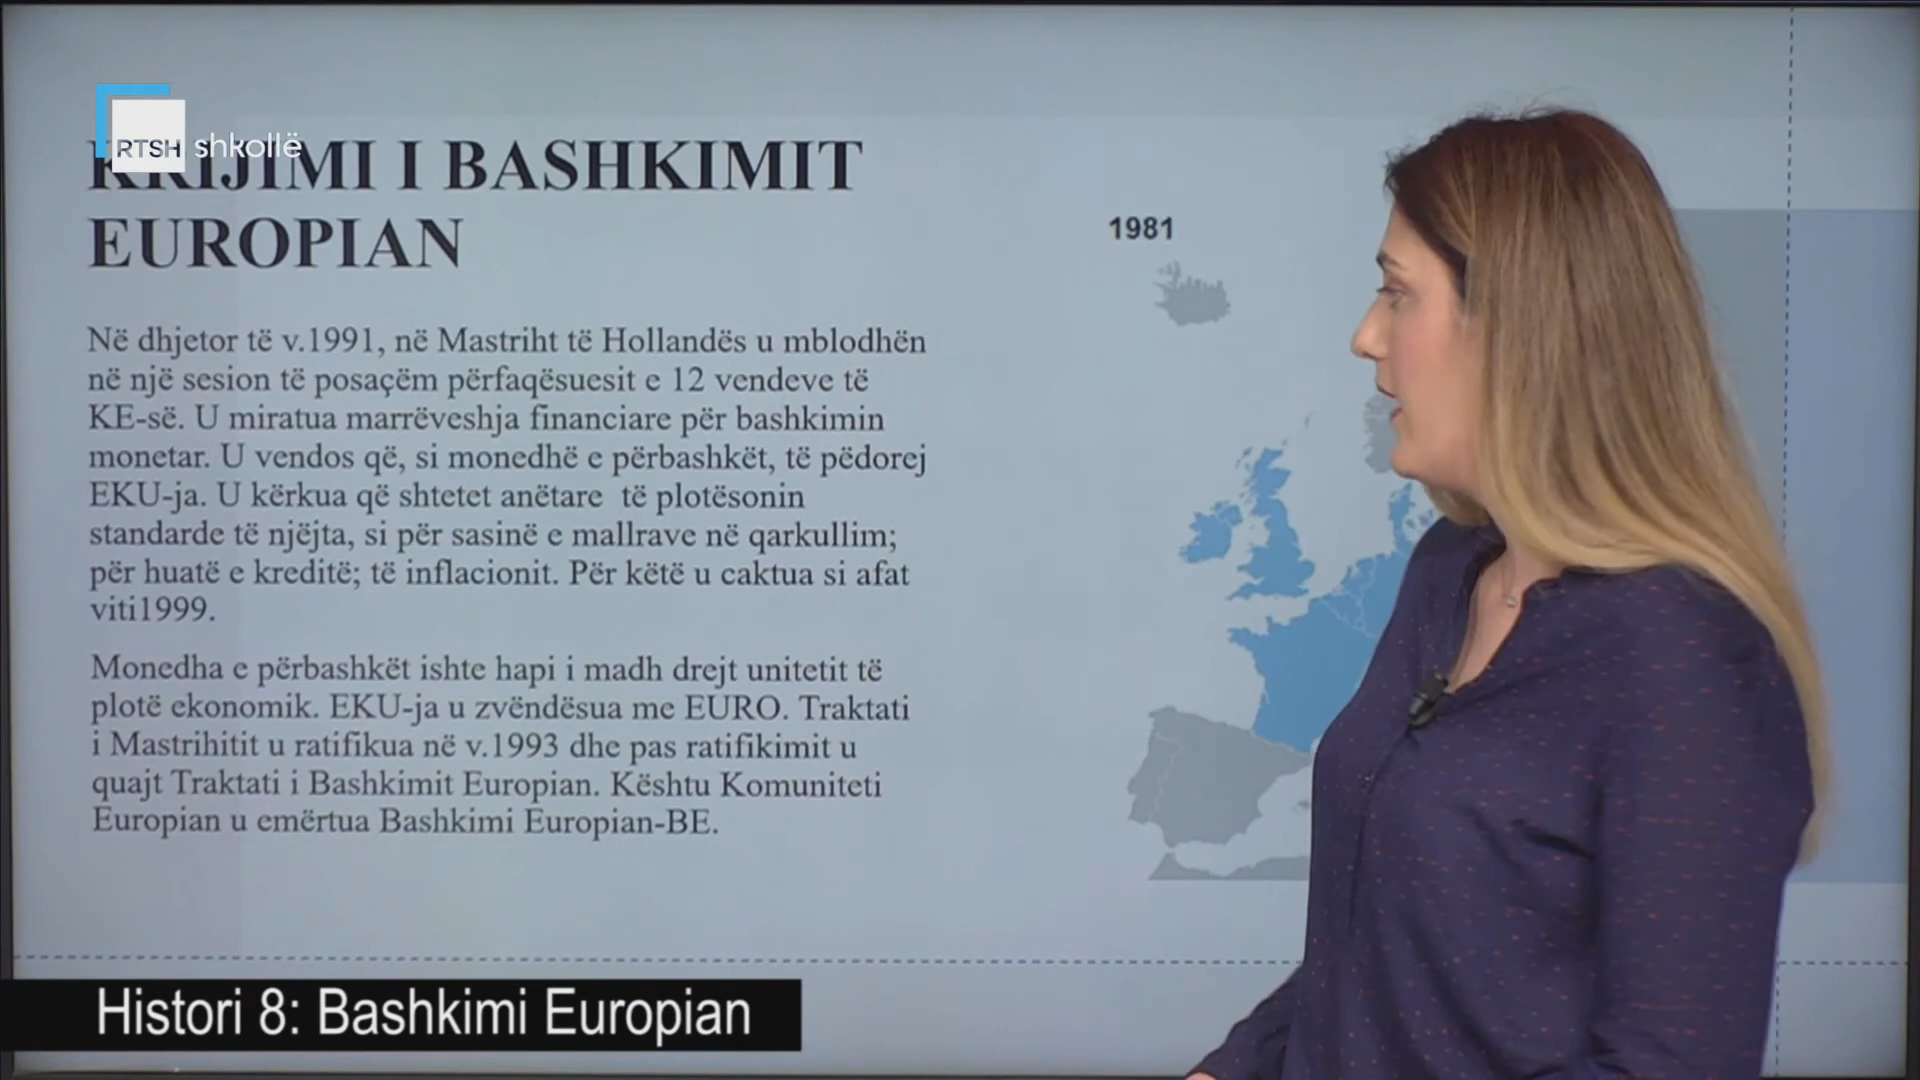 RTSH shkollë
KRIJIMI I BASHKIMIT
EUROPIAN
1981
Në dhjetor të v.1991, në Mastriht të Hollandës u mblodhën
në një sesion të posaçëm përfaqësuesit e 12 vendeve të
KE-së. U miratua marrëveshja financiare për bashkimin
monetar. U vendos që, si monedhë e përbashkët, të pëdorej
EKU-ja. U kërkua që shtetet anëtare të plotësonin
standarde të njëjta, si për sasinë e mallrave në qarkullim;
për huatë e kreditë; të inflacionit. Për këtë u caktua si afat
viti1999.
Monedha e përbashkët ishte hapi i madh drejt unitetit të
plotë ekonomik. EKU-ja u zvëndësua me EURO. Traktati
i Mastrihitit u ratifikua në v.1993 dhe pas ratifikimit u
quajt Traktati i Bashkimit Europian. Kështu Komuniteti
Europian u emërtua Bashkimi Europian-BE.
Histori 8: Bashkimi Europian